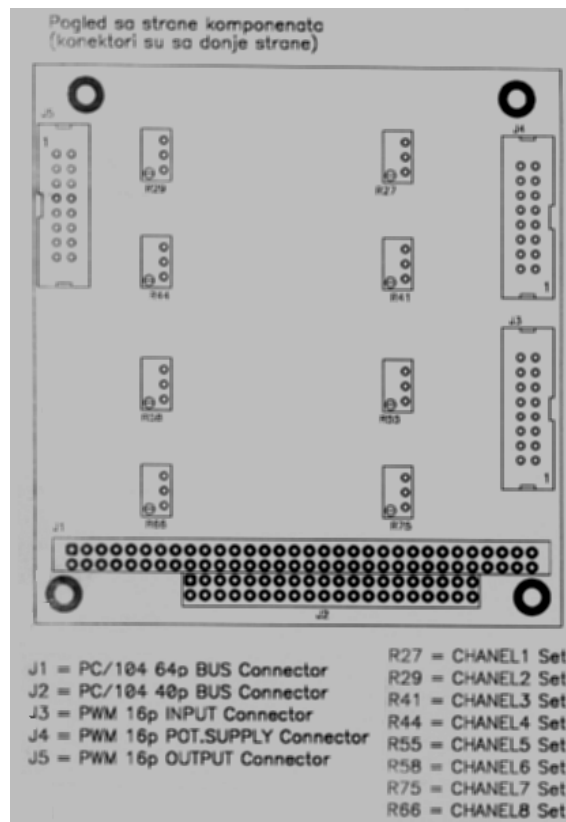 Pogled sa strane komponenata
(konektori su sa donje strane)
J5
1
R29
R27
J4
R44
R41
1
J3
R58
R55
R66
R75
1
J1
J2
J1 = PC/104 64p BUS Connector
J2 = PC/104 40p BUS Connector
J3 = PWM 16p INPUT Connector
J4 = PWM 16p POT.SUPPLY Connector
J5 = PWM 16p OUTPUT Connector
R27 = CHANEL1 Set
R29 = CHANEL2 Set
R41 = CHANEL3 Set
R44 = CHANEL4 Set
R55 = CHANEL5 Set
R58 = CHANEL6 Set
R75 = CHANEL7 Set
R66 = CHANEL8 Set